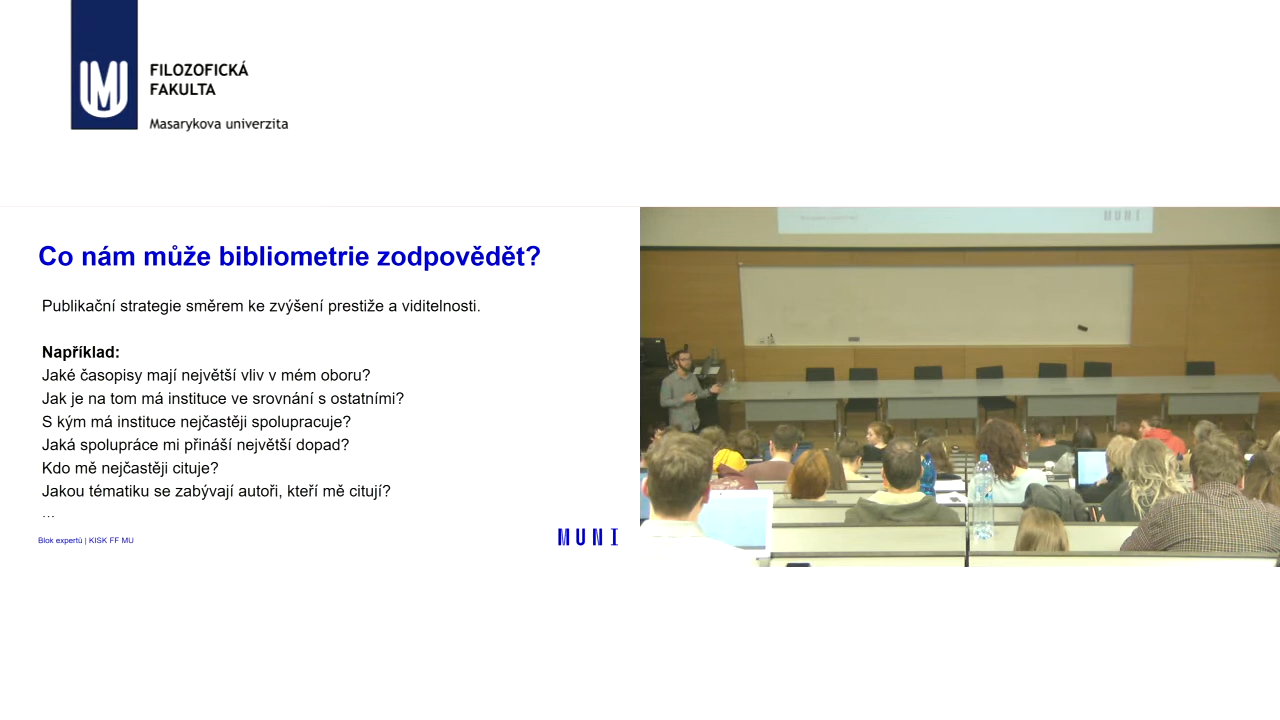 FILOZOFICKÁ
FAKULTA
Masarykova univerzita
Co nám může bibliometrie zodpovědět?
Publikační strategie směrem ke zvýšení prestiže a viditelnosti.
Například:
Jaké časopisy mají největší vliv v mém oboru?
Jak je na tom má instituce ve srovnání s ostatními?
S kým má instituce nejčastěji spolupracuje?
Jaká spolupráce mi přináší největší dopad?
Kdo mě nejčastěji cituje?
Jakou tématiku se zabývají autoři, kteří mě citují?
...
Blok expertů | KISK FF MU
MUNI
MUNI